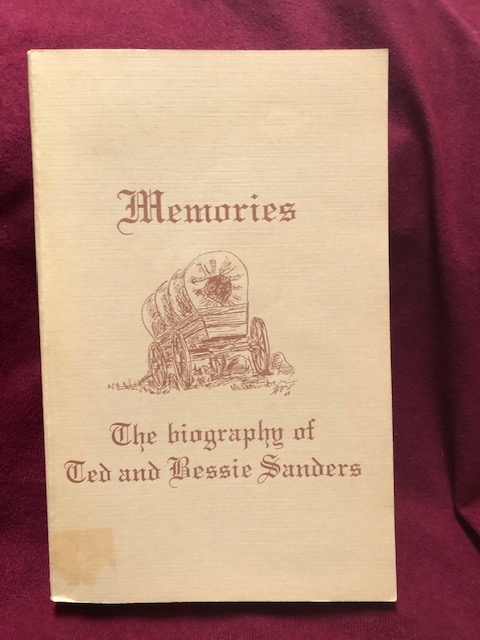 Memories
The biography of
Ted and Bessie Sanders